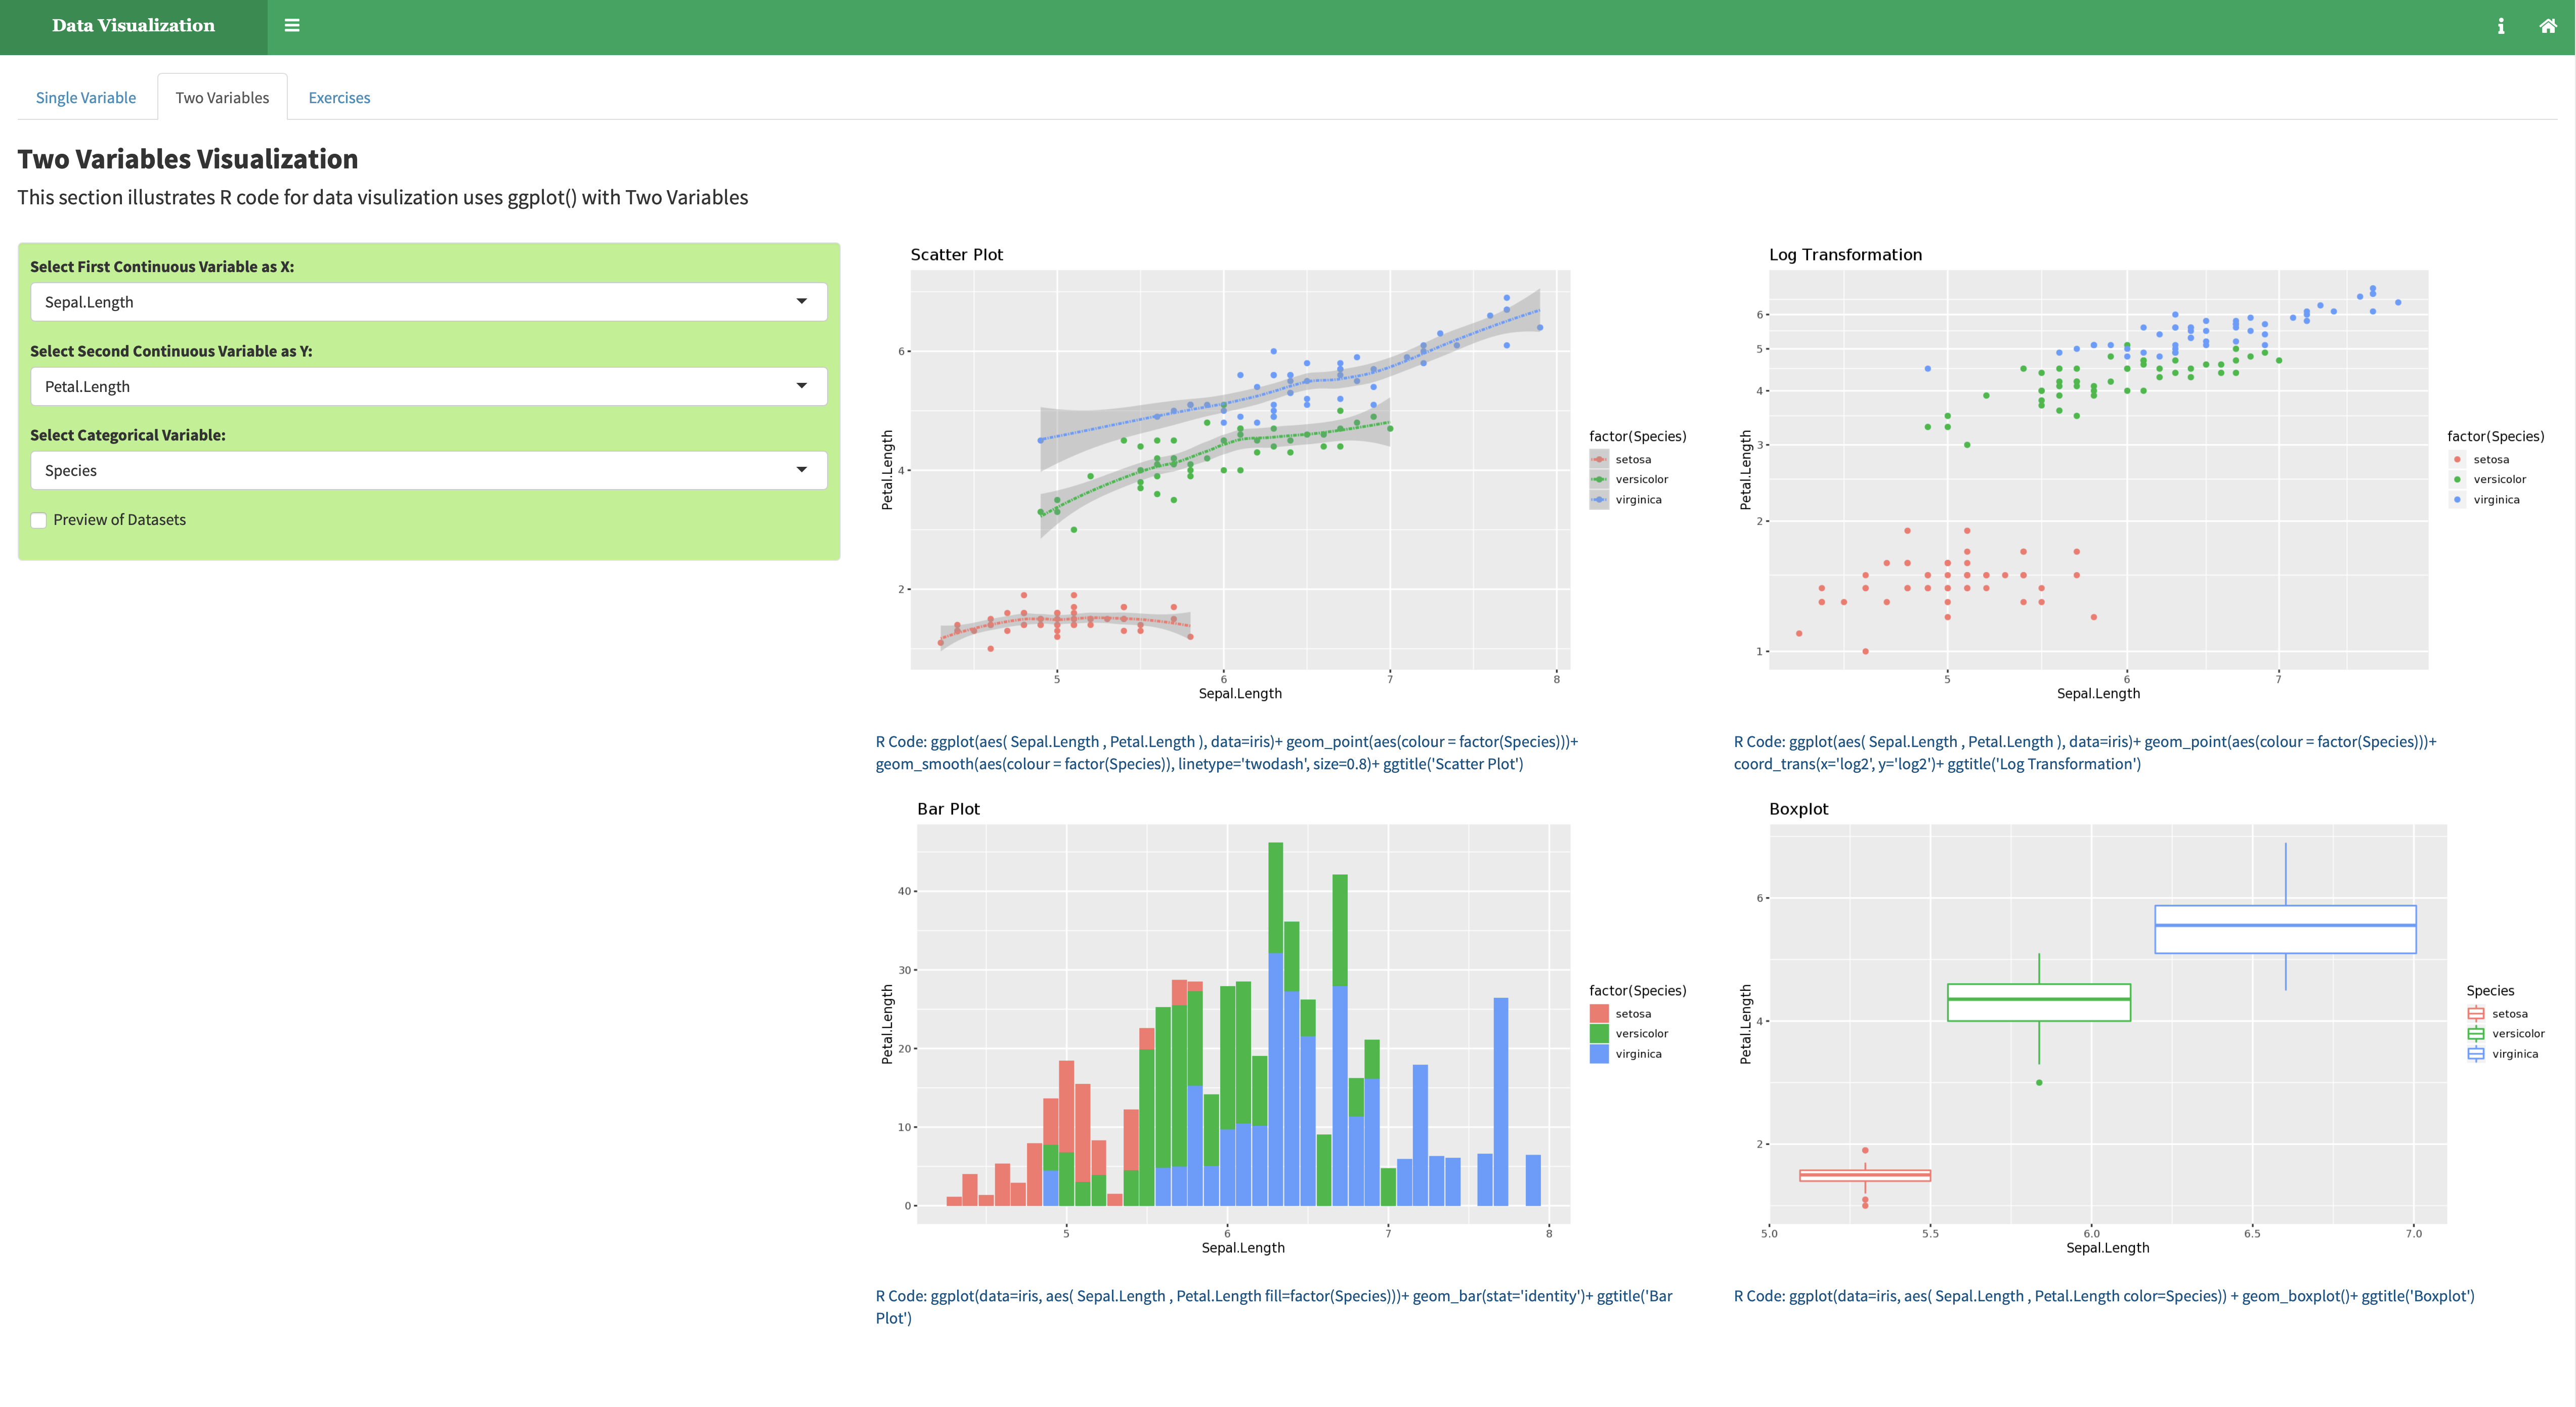 Data Visualization
Single Variable
Two Variables
Exercises
Two Variables Visualization
This section illustrates R code for data visulization uses ggplot() with Two Variables
Select First Continuous Variable as X:
Sepal.Length
Select Second Continuous Variable as Y:
Petal.Length
Select Categorical Variable:
Species
Preview of Datasets
Scatter Plot
Petal.Length
6
4
2
5
6
7
8
Sepal.Length
factor(Species)
setosa
versicolor
virginica
R Code: ggplot(aes( Sepal.Length , Petal.Length ), data=iris)+ geom_point(aes(colour = factor(Species)))+
geom_smooth(aes(colour = factor(Species)), linetype='twodash', size=0.8)+ ggtitle('Scatter Plot')
Log Transformation
Petal.Length
6
5
4
3
2
1
5
6
7
Sepal.Length
factor(Species)
setosa
versicolor
virginica
R Code: ggplot(aes( Sepal.Length , Petal.Length ), data=iris)+ geom_point(aes(colour = factor(Species)))+
coord_trans(x='log2', y='log2')+ ggtitle('Log Transformation')
Bar Plot
Petal.Length
40
30
20
10
0
5
6
7
8
Sepal.Length
factor(Species)
setosa
versicolor
virginica
R Code: ggplot(data=iris, aes( Sepal.Length , Petal.Length fill=factor(Species)))+ geom_bar(stat='identity')+ ggtitle('Bar
Plot')
Boxplot
Petal.Length
6
4
2
5.0
5.5
6.0
6.5
7.0
Sepal.Length
Species
setosa
versicolor
virginica
R Code: ggplot(data=iris, aes( Sepal.Length , Petal.Length color=Species)) + geom_boxplot()+ ggtitle('Boxplot')